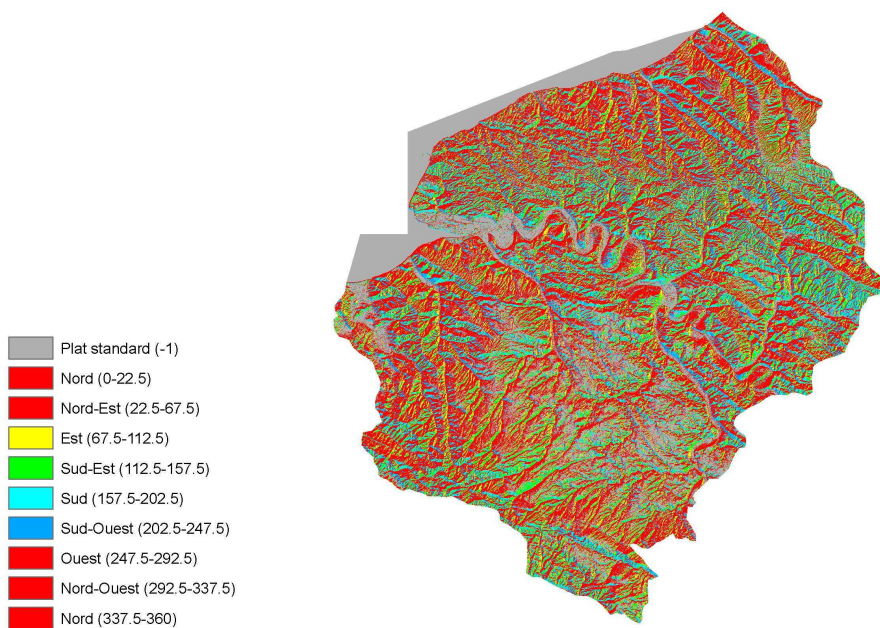 Plat standard (-1)
Nord (0-22.5)
Nord-Est (22.5-67.5)
Est (67.5-112.5)
Sud-Est (112.5-157.5)
Sud (157.5-202.5)
Sud-Ouest (202.5-247.5)
Ouest (247.5-292.5)
Nord-Ouest (292.5-337.5)
Nord (337.5-360)